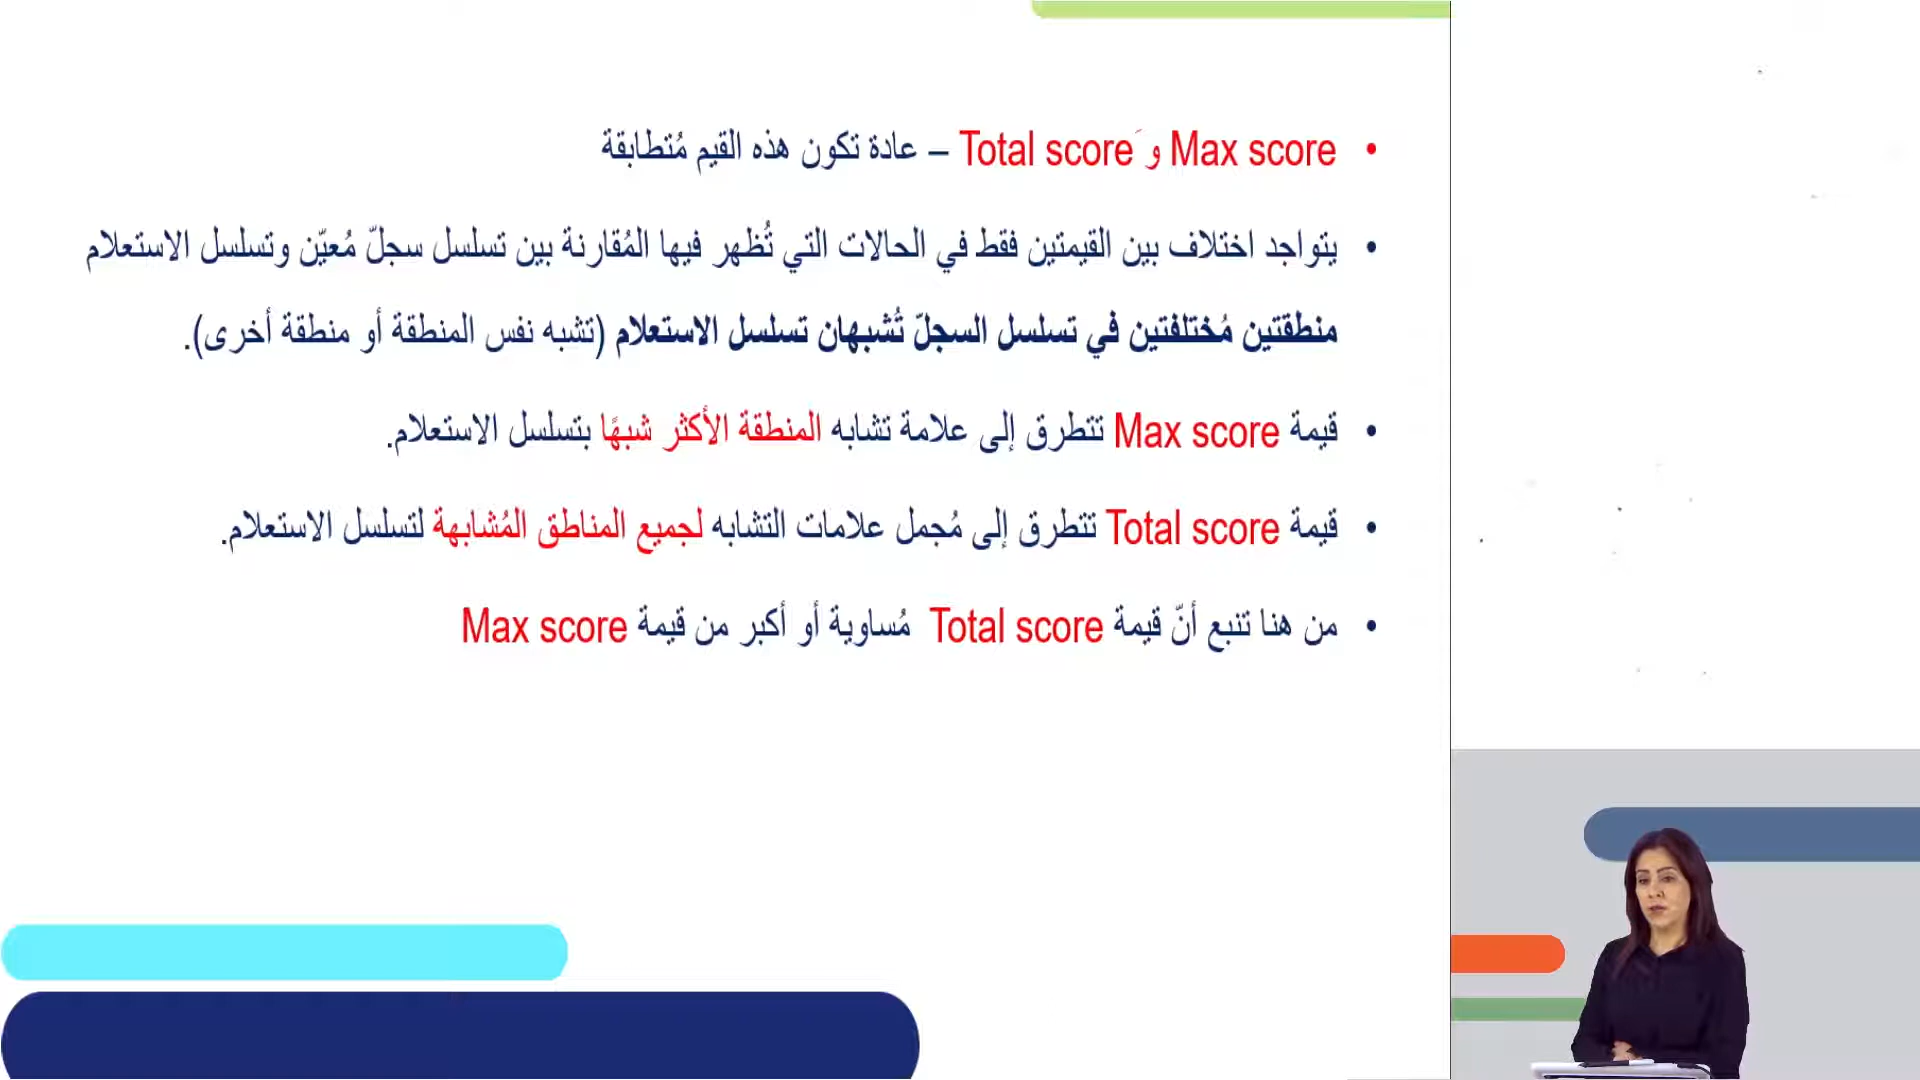 • Max score وَ Total score – عادة تكون هذه القيم مُتطابقة
• يتواجد اختلاف بين القيمتين فقط في الحالات التي تُظهر فيها المُقارنة بين تسلسل سجلّ مُعيّن وتسلسل الاستعلام
منطقتين مُختلفتين في تسلسل السجلّ تُشبهان تسلسل الاستعلام (تشبه نفس المنطقة أو منطقة أخرى).
• قيمة Max score تتطرق إلى علامة تشابه المنطقة الأكثر شبهًا بتسلسل الاستعلام.
• قيمة Total score تتطرق إلى مُجمل علامات التشابه لجميع المناطق المُشابهة لتسلسل الاستعلام.
• من هنا تنبع أنّ قيمة Total score مُساوية أو أكبر من قيمة Max score